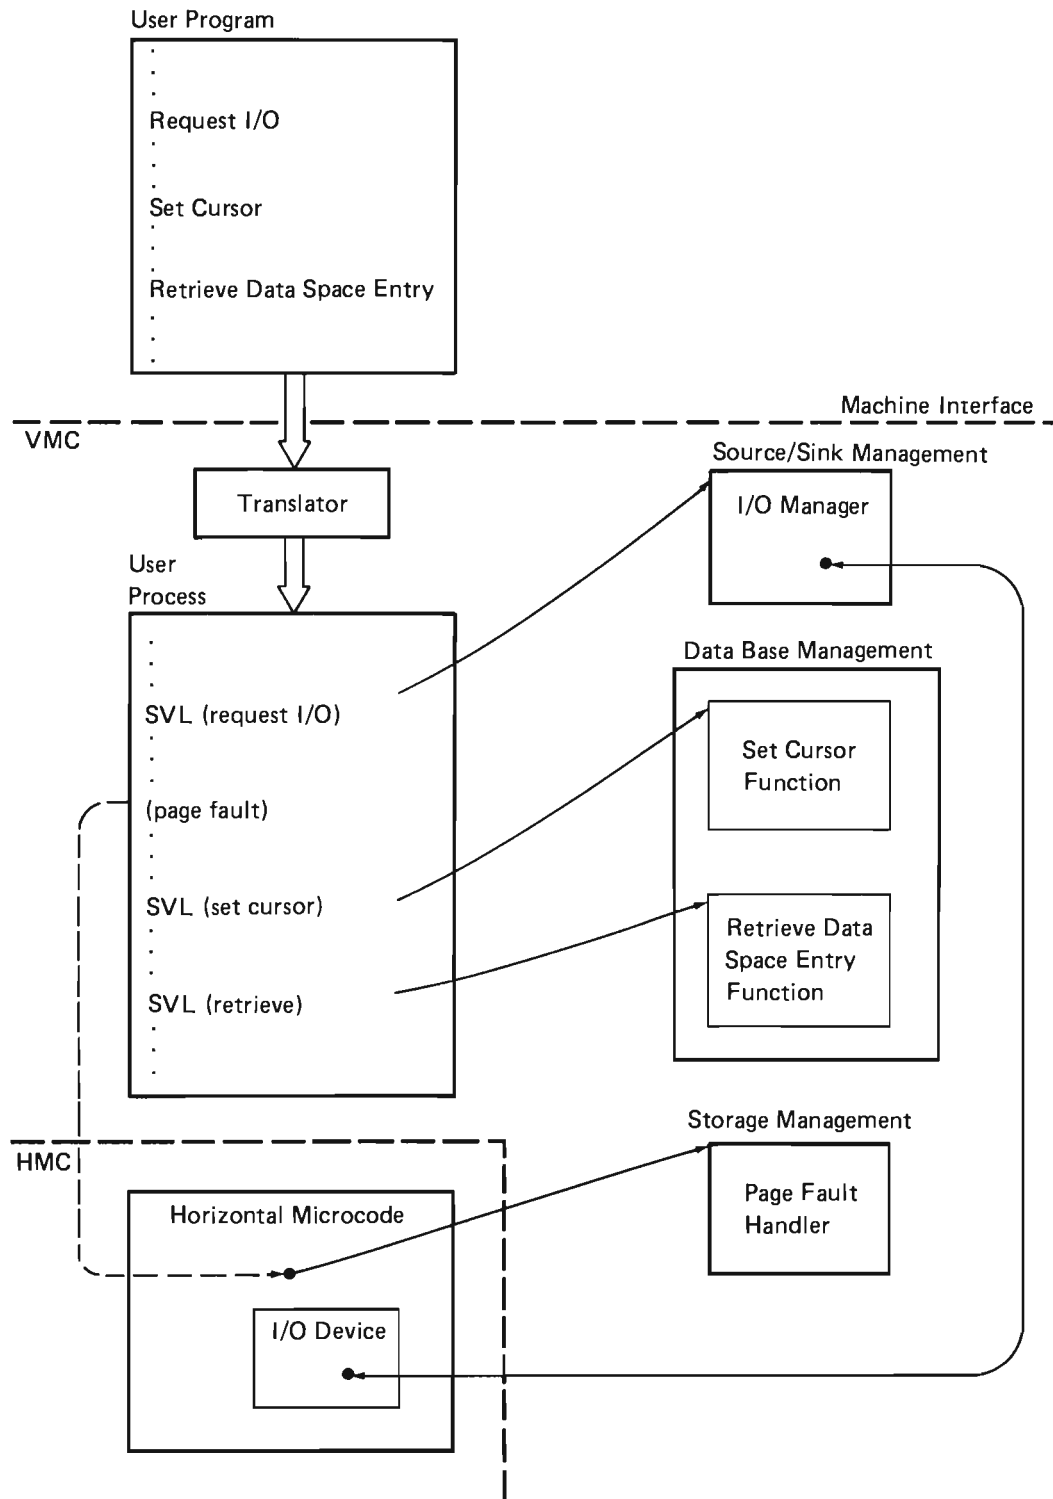 User Program
Request I/O
Set Cursor
Retrieve Data Space Entry
Machine Interface
VMC
Translator
User
Process
SVL (request I/O)
(page fault)
SVL (set cursor)
SVL (retrieve)
Source/Sink Management
I/O Manager
Data Base Management
Set Cursor
Function
Retrieve Data
Space Entry
Function
Storage Management
Page Fault
Handler
HMC
Horizontal Microcode
I/O Device